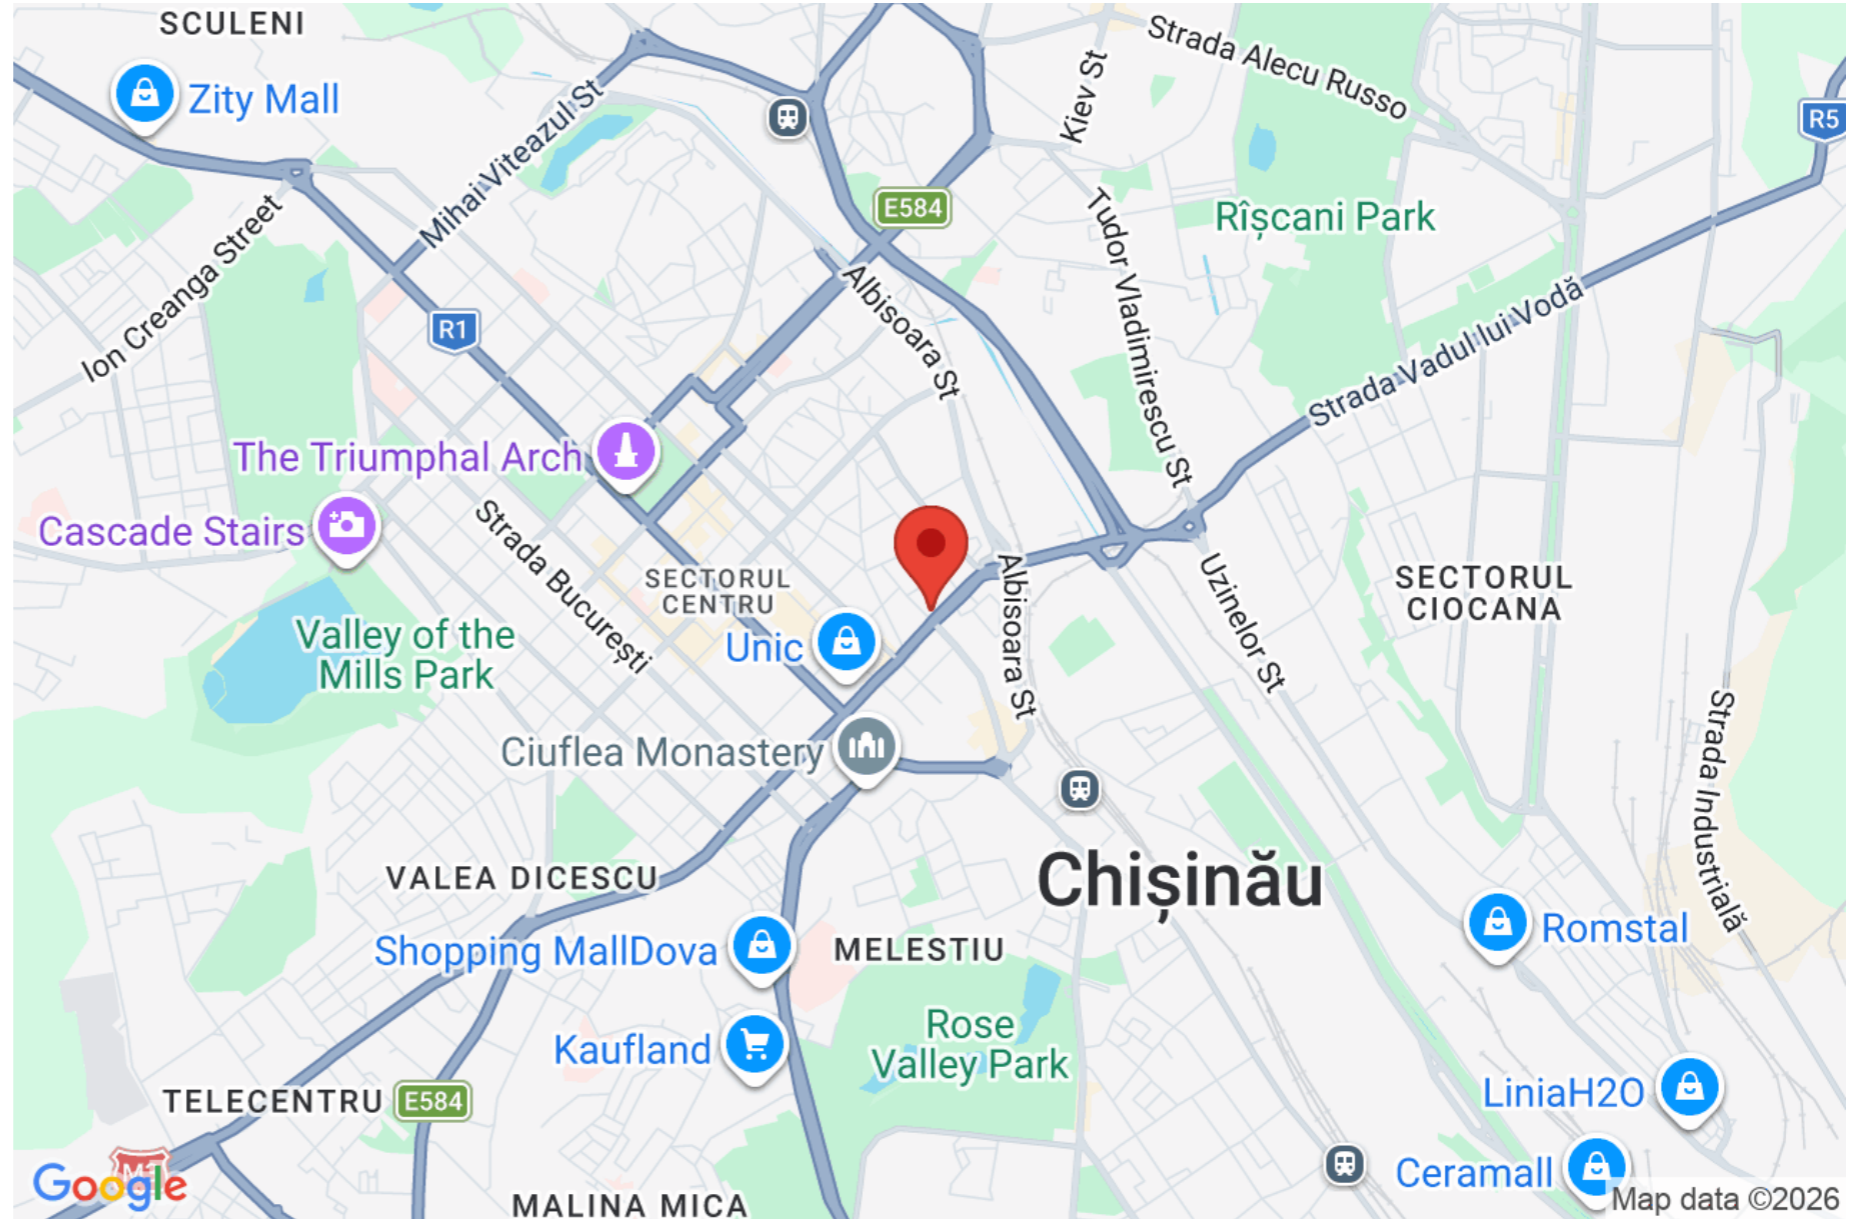 SCULENI
Zity Mall
Mihai Viteazul St
Ion Creanga Street
R1
E584
Kiev St
Strada Alecu Russo
R5
Rîșcani Park
Tudor Vladimirescu St
Albisoara St
Strada Vadul lui Vodă
The Triumphal Arch
Cascade Stairs
Strada București
SECTORUL
CENTRU
Unic
Valley of the
Mills Park
Albisoara St
Uzinelor St
SECTORUL
CIOCANA
Strada Industrială
Ciuflea Monastery
Chișinău
VALEA DICESCU
Shopping MallDova
MELESTIU
Romstal
Kaufland
Rose
Valley Park
TELECENTRU
E584
LiniaH2O
Ceramall
MALINA MICA
Google
Map data ©2026